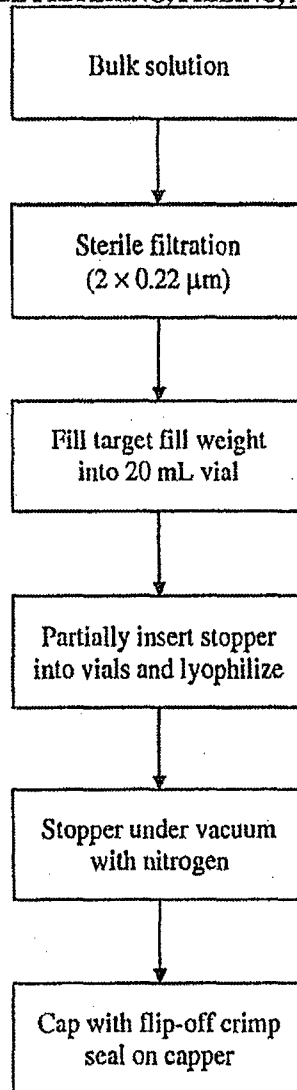 Bulk solution
Sterile filtration
(2 × 0.22 μm)
Fill target fill weight
into 20 mL vial
Partially insert stopper
into vials and lyophilize
Stopper under vacuum
with nitrogen
Cap with flip-off crimp
seal on capper